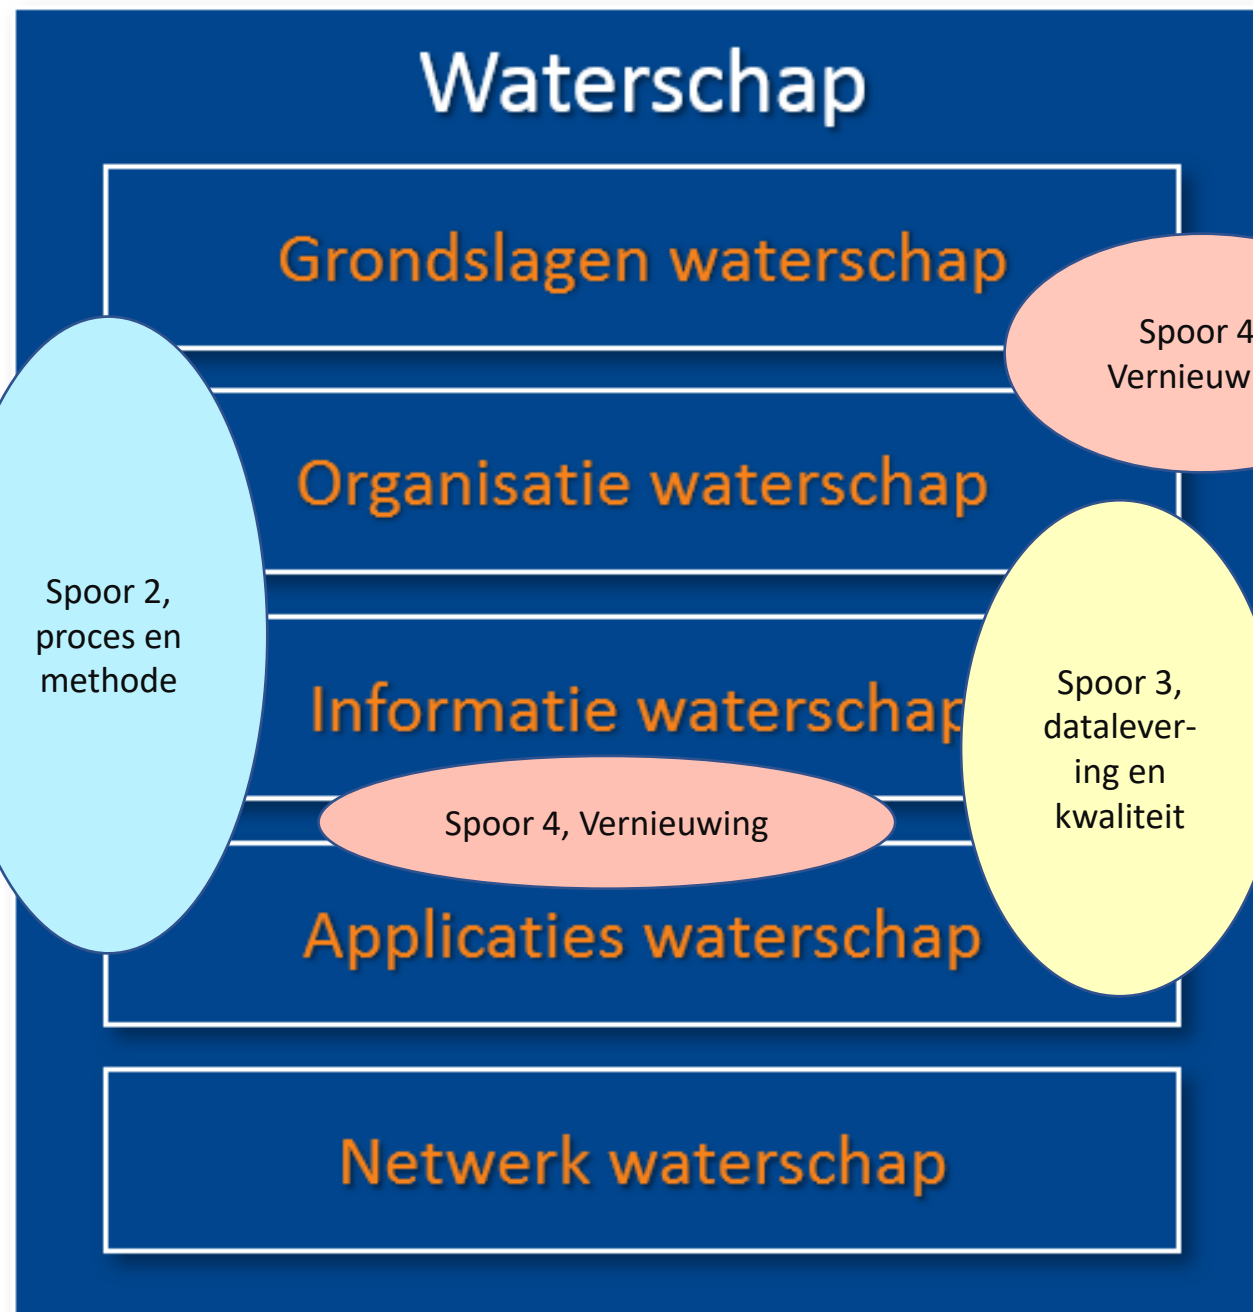 Waterschap
Grondslagen waterschap
Spoor 4
Organisatie waterschap
Spoor 2,
proces en
methode
Informatie waterschap
Spoor 3,
datalever-
ing en
kwaliteit
Spoor 4, Vernieuwing
Applicaties waterschap
Netwerk waterschap